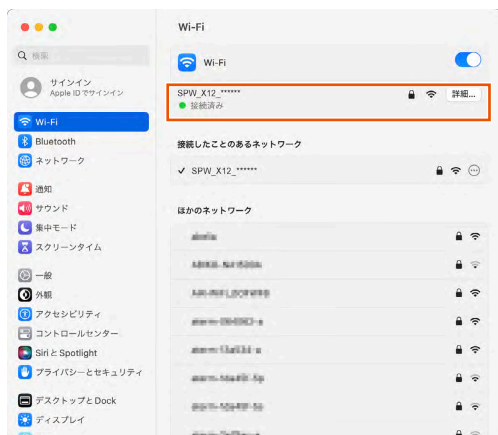 Wi-Fi
検索
サインイン
Apple IDでサインイン
Wi-Fi
Bluetooth
ネットワーク
通知
サウンド
集中モード
スクリーンタイム
一般
外観
アクセシビリティ
コントロールセンター
SiriとSpotlight
プライバシーとセキュリティ
デスクトップとDock
ディスプレイ
Wi-Fi
SPW_X12_******
接続済み
詳細...
接続したことのあるネットワーク
✓ SPW_X12_******
ほかのネットワーク